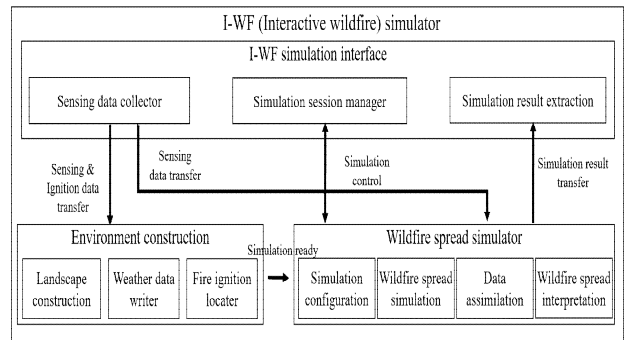 I-WF (Interactive wildfire) simulator
I-WF simulation interface
Sensing data collector
Simulation session manager
Simulation result extraction
Sensing &
Ignition data
transfer
Sensing
data transfer
Simulation
control
Simulation result
transfer
Environment construction
Landscape
construction
Weather data
writer
Fire ignition
locater
Simulation ready
Wildfire spread simulator
Simulation
configuration
Wildfire spread
simulation
Data
assimilation
Wildfire spread
interpretation